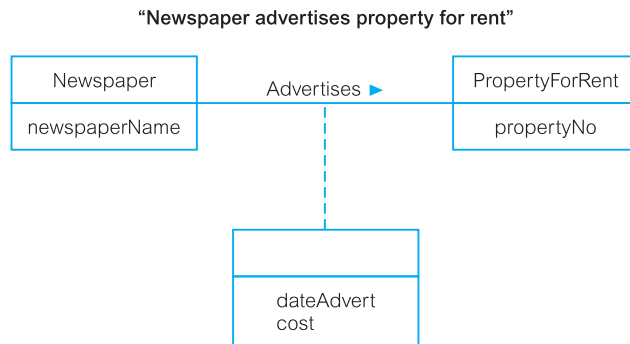 “Newspaper advertises property for rent”
Newspaper
Advertises ►
PropertyForRent
newspaperName
propertyNo
dateAdvert
cost